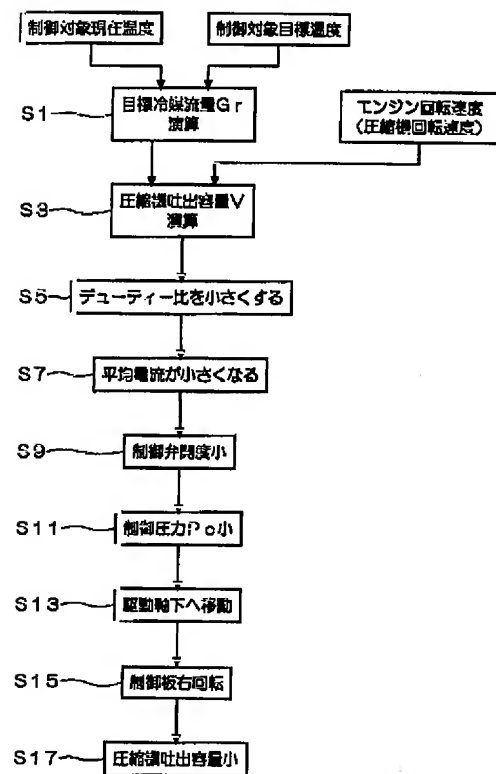 制御対象現在温度
制御対象目標温度
S1
目標冷媒流量Gr
演算
エンジン回転速度
（圧縮機回転速度）
S3
圧縮機吐出容量V
演算
S5
デューティー比を小さくする
S7
平均電流が小さくなる
S9
制御弁開度小
S11
制御圧力Pc小
S13
駆動軸下へ移動
S15
制御板右回転
S17
圧縮機吐出容量小